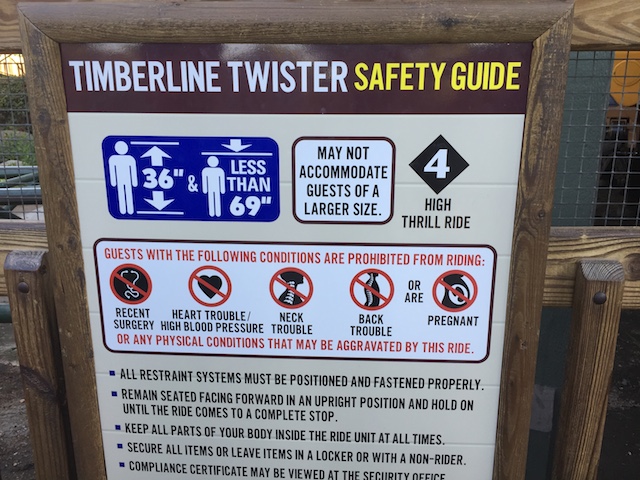 TIMBERLINE TWISTER SAFETY GUIDE
36" & LESS THAN 69"
MAY NOT
ACCOMMODATE
GUESTS OF A
LARGER SIZE.
4
HIGH
THRILL RIDE
GUESTS WITH THE FOLLOWING CONDITIONS ARE PROHIBITED FROM RIDING:
RECENT
SURGERY
HEART TROUBLE/
HIGH BLOOD PRESSURE
NECK
TROUBLE
BACK
TROUBLE
OR
ARE
PREGNANT
OR ANY PHYSICAL CONDITIONS THAT MAY BE AGGRAVATED BY THIS RIDE.
▪ ALL RESTRAINT SYSTEMS MUST BE POSITIONED AND FASTENED PROPERLY.
▪ REMAIN SEATED FACING FORWARD IN AN UPRIGHT POSITION AND HOLD ON
UNTIL THE RIDE COMES TO A COMPLETE STOP.
▪ KEEP ALL PARTS OF YOUR BODY INSIDE THE RIDE UNIT AT ALL TIMES.
▪ SECURE ALL ITEMS OR LEAVE ITEMS IN A LOCKER OR WITH A NON-RIDER.
▪ COMPLIANCE CERTIFICATE MAY BE VIEWED AT THE SECURITY OFFICE